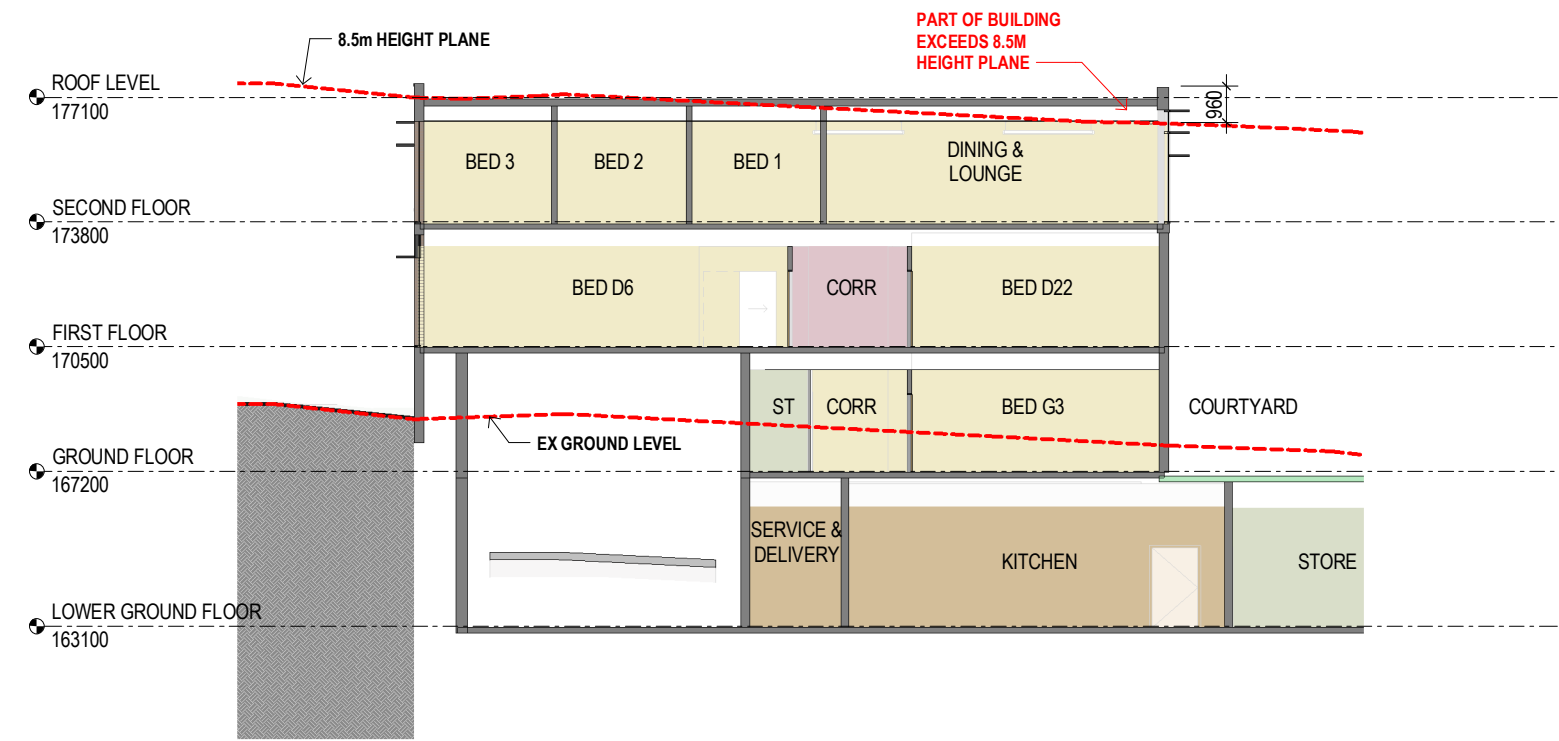 PART OF BUILDING
EXCEEDS 8.5M
HEIGHT PLANE
8.5m HEIGHT PLANE
ROOF LEVEL
177100
960
BED 3
BED 2
BED 1
DINING &
LOUNGE
SECOND FLOOR
173800
BED D6
CORR
BED D22
FIRST FLOOR
170500
ST
CORR
BED G3
COURTYARD
EX GROUND LEVEL
GROUND FLOOR
167200
SERVICE &
DELIVERY
KITCHEN
STORE
LOWER GROUND FLOOR
163100